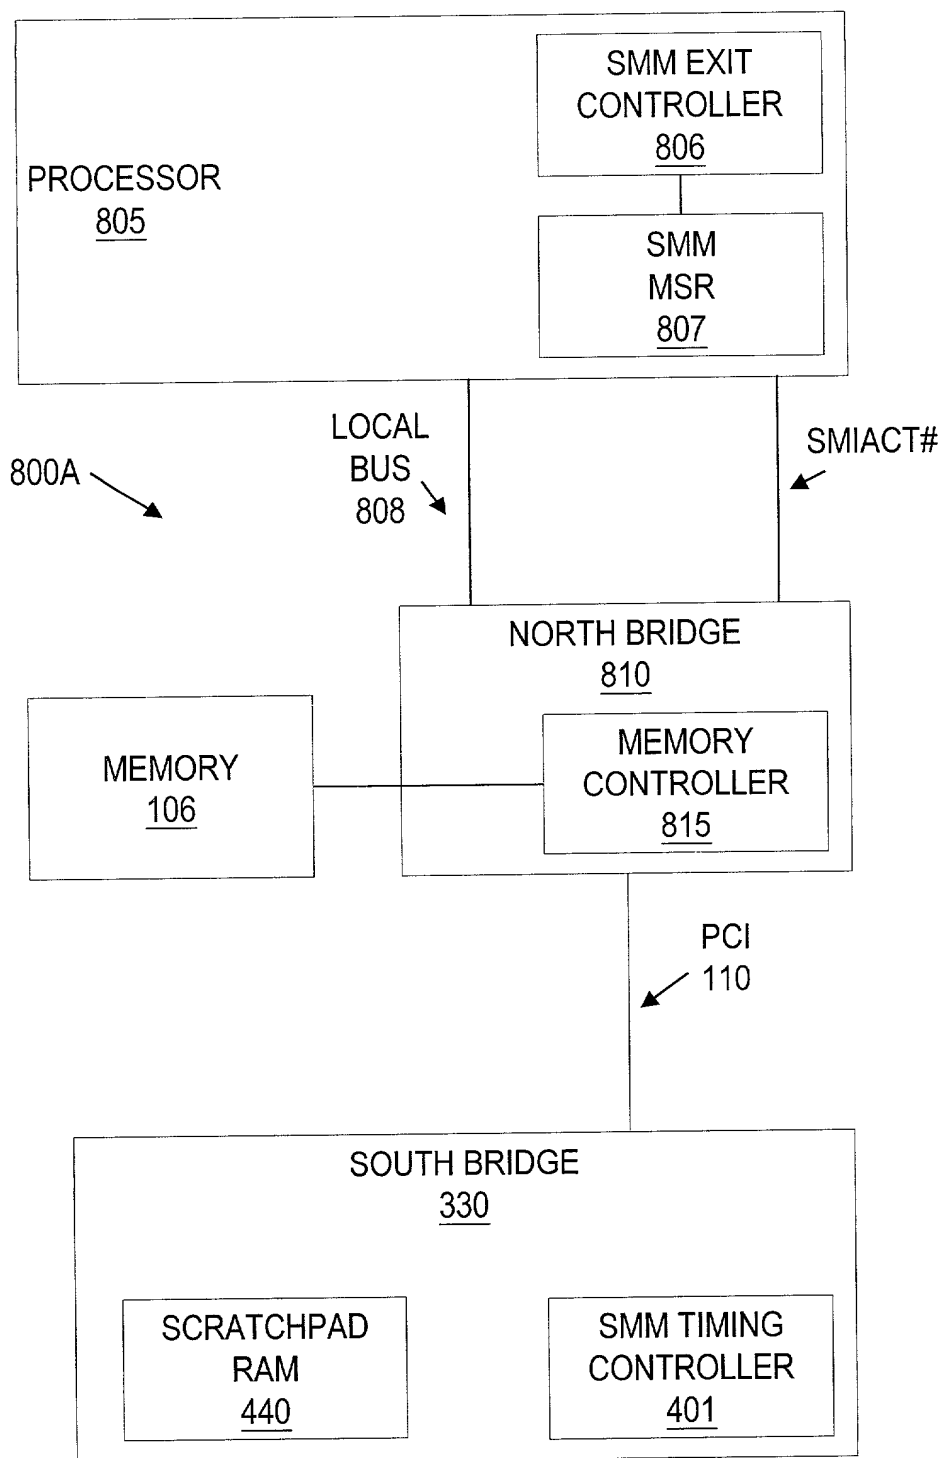 SMM EXIT
CONTROLLER
806
PROCESSOR
805
SMM
MSR
807
LOCAL
BUS
808
SMIACT#
800A
NORTH BRIDGE
810
MEMORY
CONTROLLER
815
MEMORY
106
PCI
110
SOUTH BRIDGE
330
SCRATCHPAD
RAM
440
SMM TIMING
CONTROLLER
401